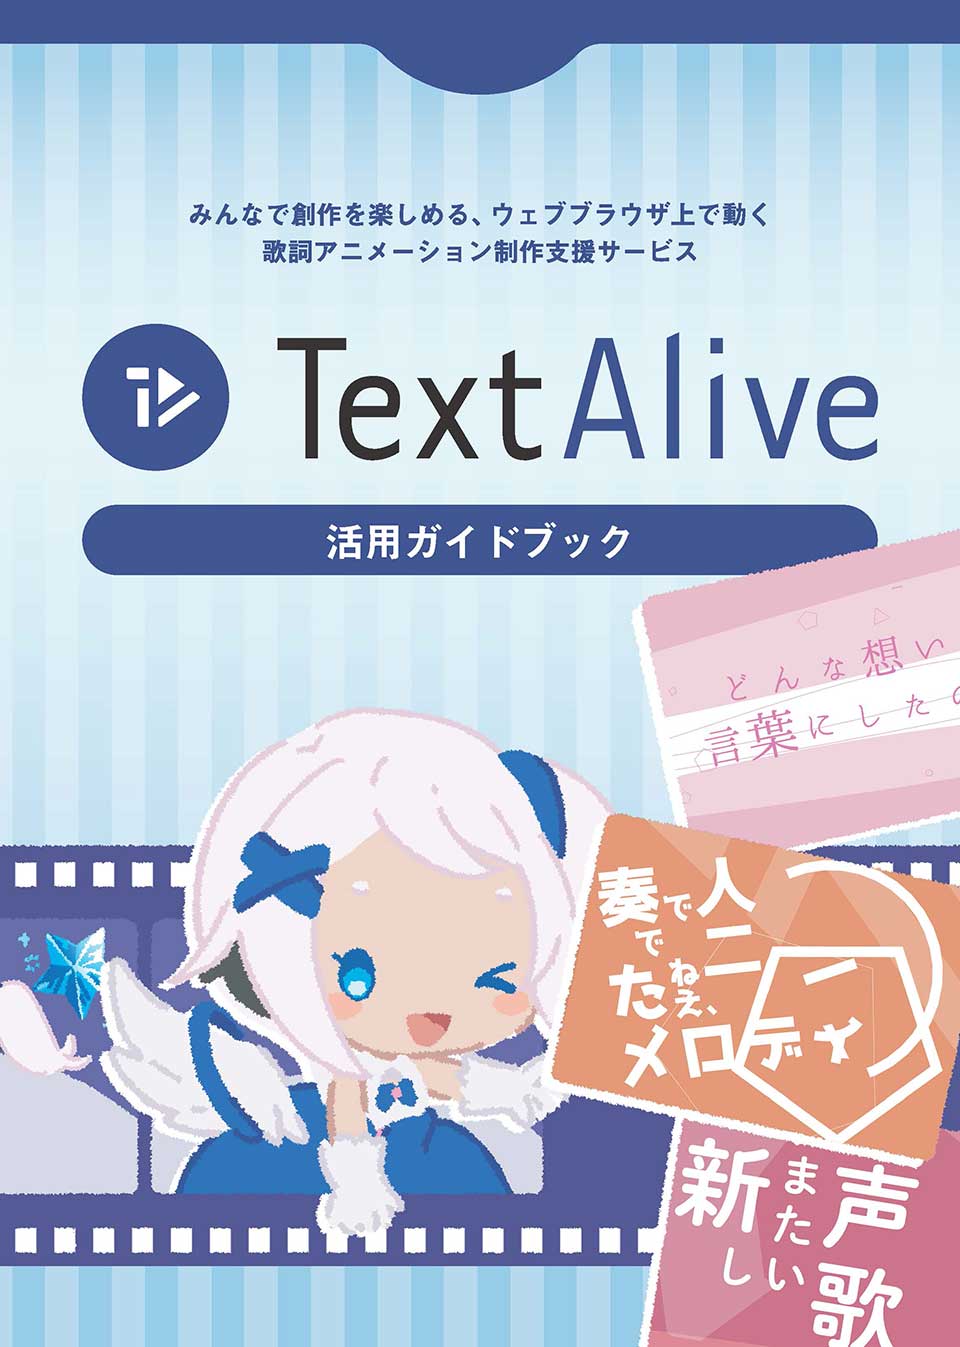 みんなで創作を楽しめる、ウェブブラウザ上で動く
歌詞アニメーション制作支援サービス
TextAlive
活用ガイドブック
どんな想い
言葉にしたの
奏でで
たねえ、
人ニ
メロディ
声歌
またい
新し